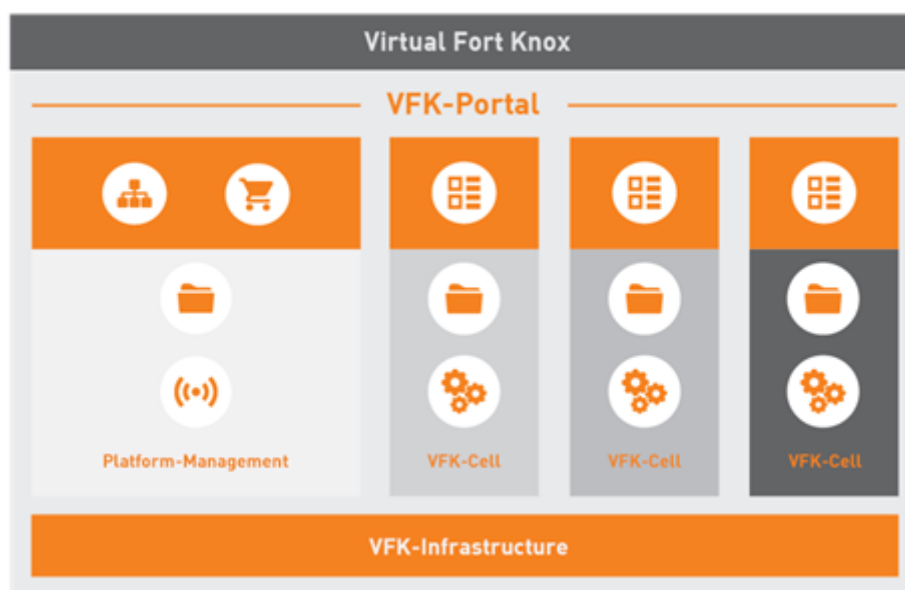 Virtual Fort Knox
VFK-Portal
Platform-Management
VFK-Cell
VFK-Cell
VFK-Cell
VFK-Infrastructure